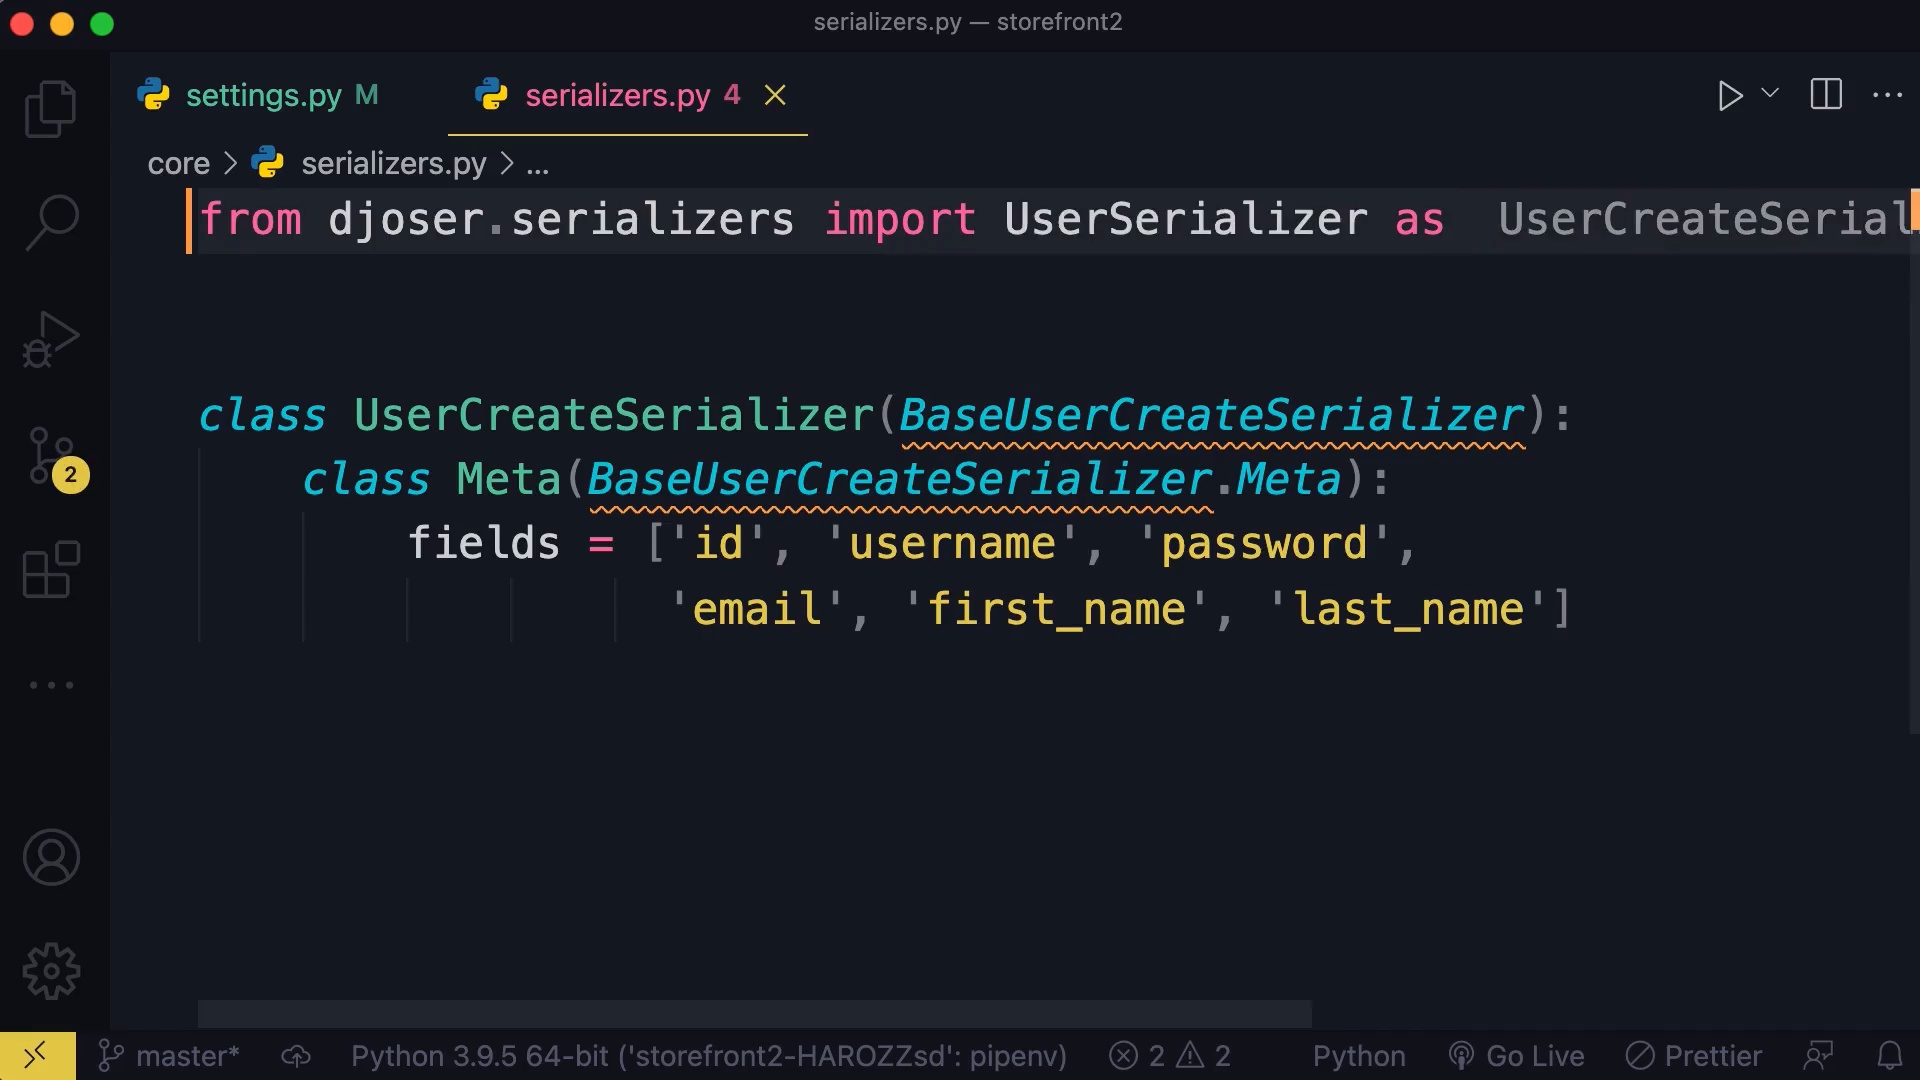 serializers.py — storefront2
settings.py M
serializers.py 4
core > serializers.py > ...
from djoser.serializers import UserSerializer as  UserCreateSerial
class UserCreateSerializer(BaseUserCreateSerializer):
class Meta(BaseUserCreateSerializer.Meta):
fields = ['id', 'username', 'password',
'email', 'first_name', 'last_name']
2
master* Python 3.9.5 64-bit ('storefront2-HAROZZsd': pipenv) 2 2 Python Go Live Prettier